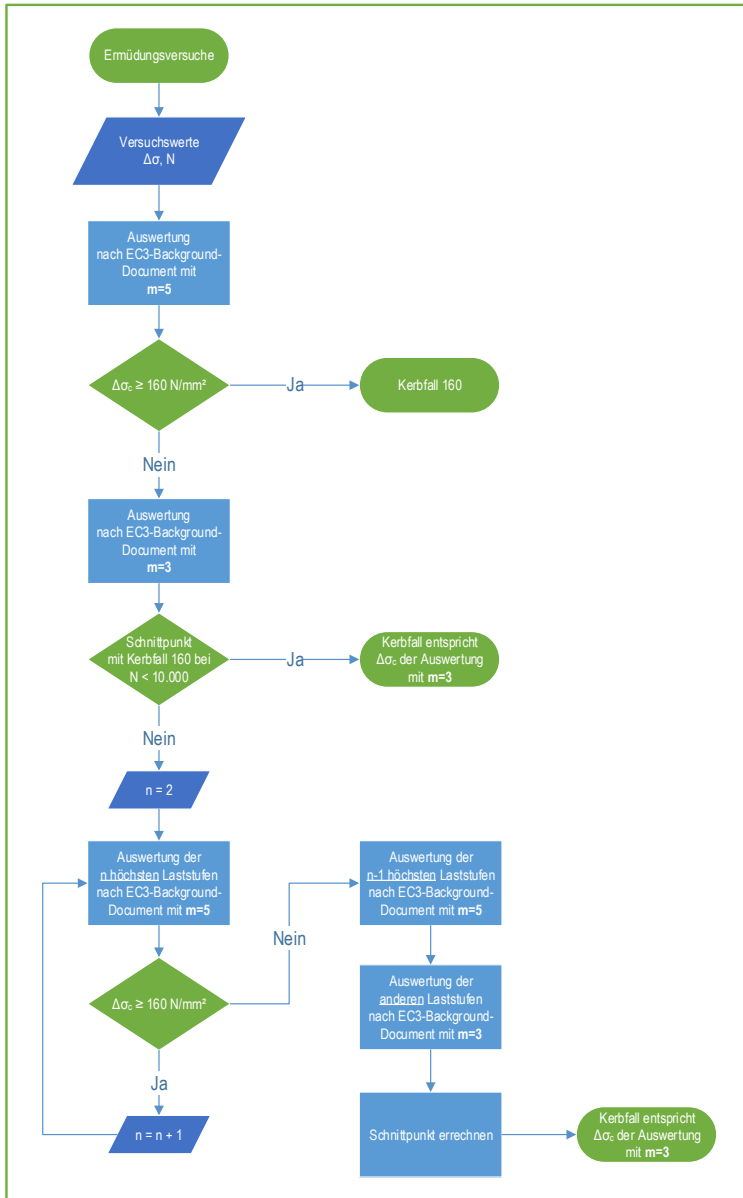 Ermüdungsversuche
Versuchswerte
Δσ, N
Auswertung
nach EC3-Background-
Document mit
m=5
Δσc ≥ 160 N/mm²
Ja
Kerbfall 160
Nein
Auswertung
nach EC3-Background-
Document mit
m=3
Schnittpunkt
mit Kerbfall 160 bei
N < 10.000
Ja
Kerbfall entspricht
Δσc der Auswertung
mit m=3
Nein
n = 2
Auswertung der
n höchsten Laststufen
nach EC3-Background-
Document mit m=5
Δσc ≥ 160 N/mm²
Nein
Ja
n = n + 1
Auswertung der
n-1 höchsten Laststufen
nach EC3-Background-
Document mit m=5
Auswertung der
anderen Laststufen
nach EC3-Background-
Document mit m=3
Schnittpunkt errechnen
Kerbfall entspricht
Δσc der Auswertung
mit m=3